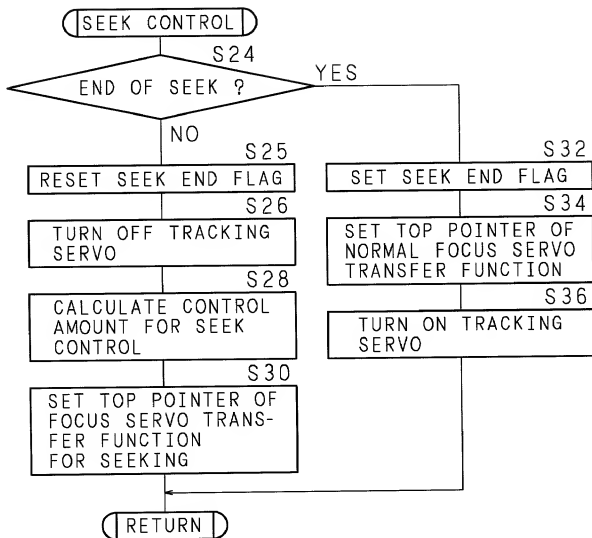 SEEK CONTROL
S24
END OF SEEK ?
YES
NO
S25
RESET SEEK END FLAG
S26
TURN OFF TRACKING
SERVO
S28
CALCULATE CONTROL
AMOUNT FOR SEEK
CONTROL
S30
SET TOP POINTER OF
FOCUS SERVO TRANS-
FER FUNCTION
FOR SEEKING
S32
SET SEEK END FLAG
S34
SET TOP POINTER OF
NORMAL FOCUS SERVO
TRANSFER FUNCTION
S36
TURN ON TRACKING
SERVO
RETURN